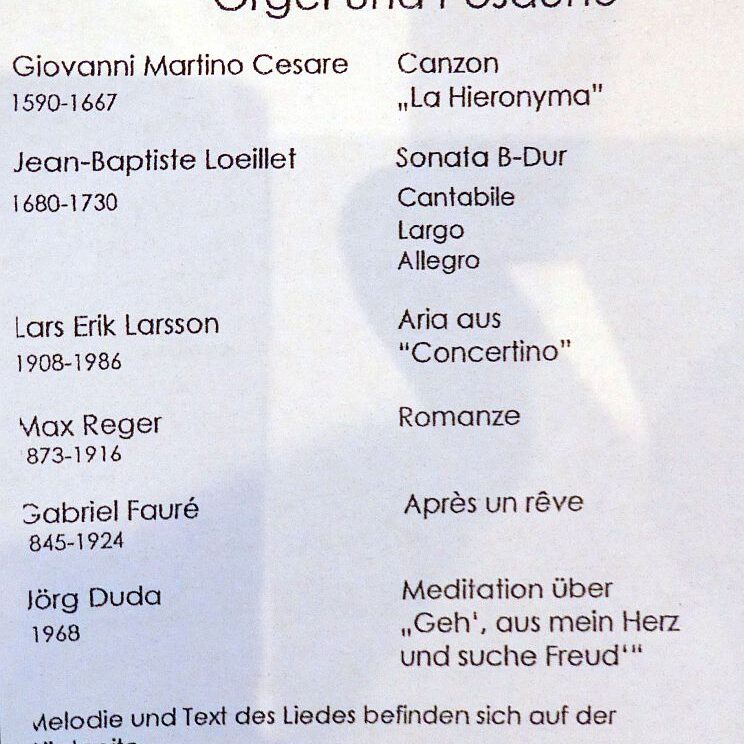 Orgel und Posaune
Giovanni Martino Cesare Canzon
1590-1667 „La Hieronyma"
Jean-Baptiste Loeillet Sonata B-Dur
1680-1730 Cantabile
Largo
Allegro
Lars Erik Larsson Aria aus
1908-1986 "Concertino"
Max Reger Romanze
873-1916
Gabriel Fauré Après un rêve
845-1924
Jörg Duda Meditation über
1968 „Geh', aus mein Herz
und suche Freud'"
Melodie und Text des Liedes befinden sich auf der